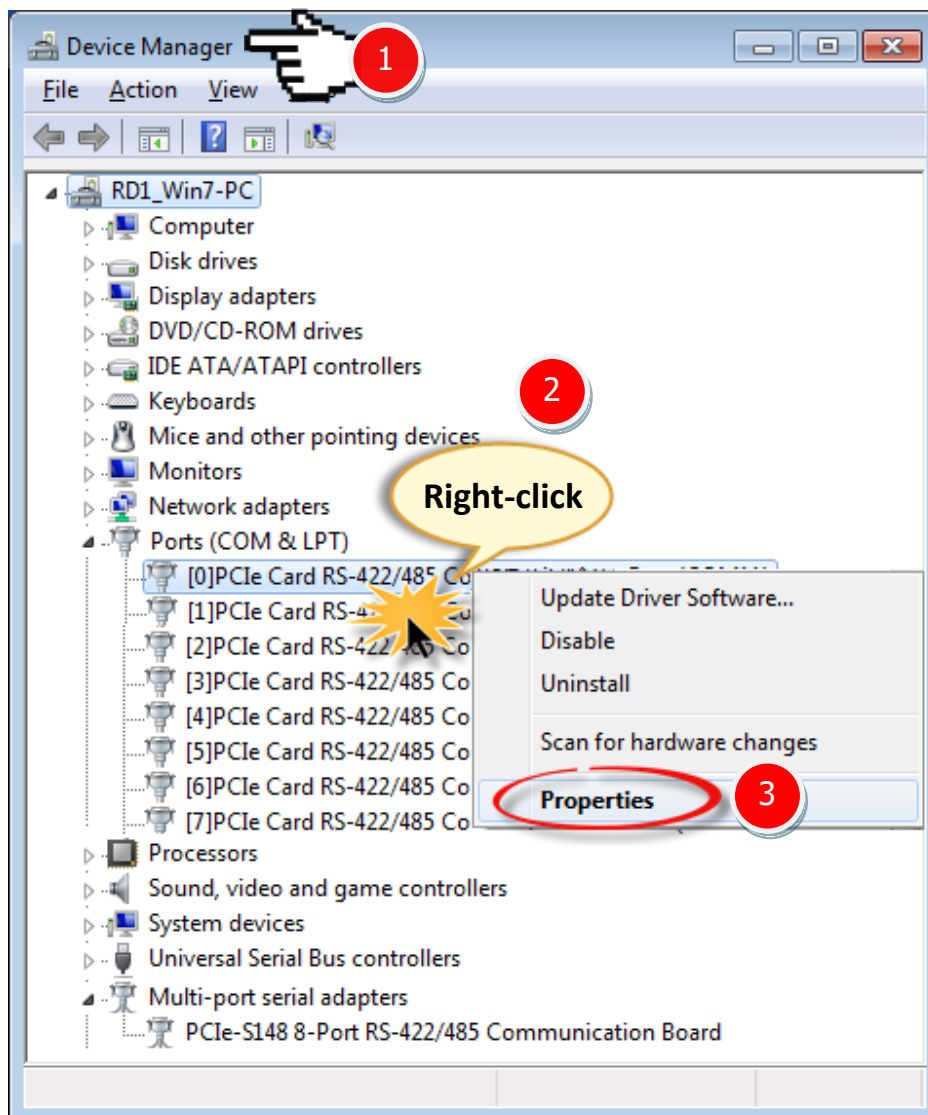 Device Manager
1
File Action View
RD1_Win7-PC
Computer
Disk drives
Display adapters
DVD/CD-ROM drives
IDE ATA/ATAPI controllers
2
Keyboards
Mice and other pointing devices
Monitors
Right-click
Network adapters
Ports (COM & LPT)
[0]PCIe Card RS-422/485
Update Driver Software...
[1]PCIe Card
Disable
[2]PCIe Card RS-422/485 Co
[3]PCIe Card RS-422/485 Co
Uninstall
[4]PCIe Card RS-422/485 Co
Scan for hardware changes
[5]PCIe Card RS-422/485 Co
[6]PCIe Card RS-422/485 Co
Properties
3
[7]PCIe Card RS-422/485 Co
Processors
Sound, video and game controllers
System devices
Universal Serial Bus controllers
Multi-port serial adapters
PCIe-S148 8-Port RS-422/485 Communication Board